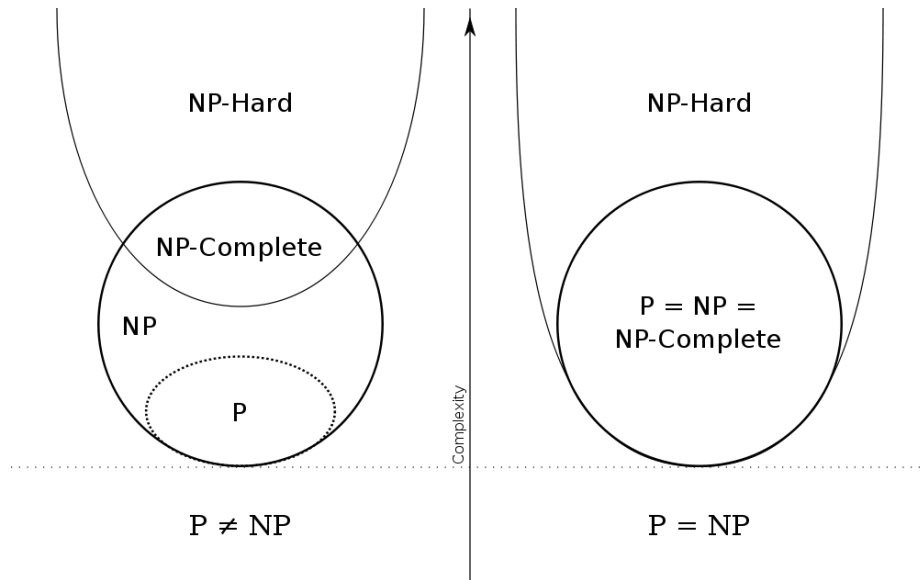 NP-Hard
NP-Complete
NP
P
P ≠ NP
Complexity
NP-Hard
P = NP =
NP-Complete
P = NP